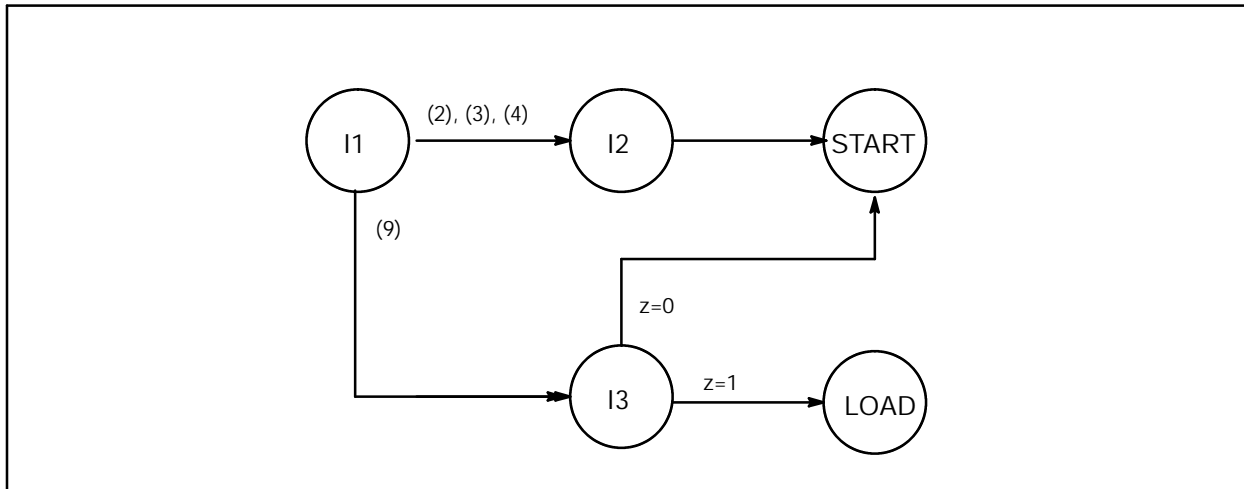 (2), (3), (4)
I1
I2
START
(9)
z=0
z=1
I3
LOAD